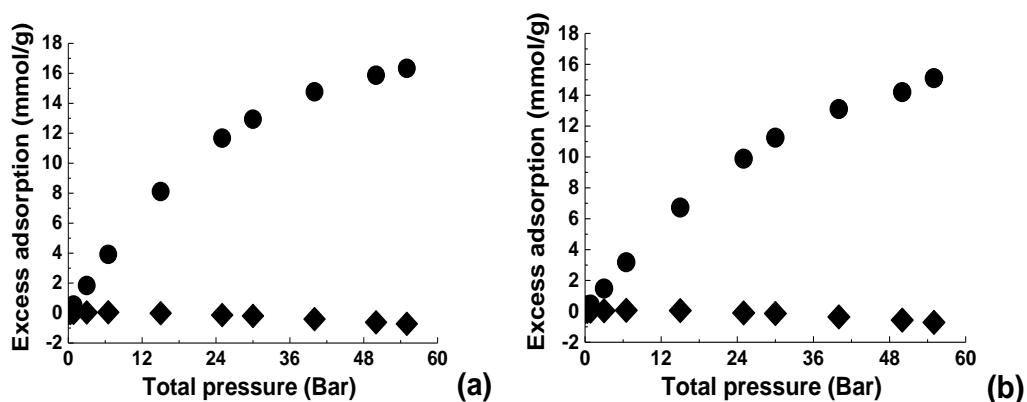 Excess adsorption (mmol/g)
18
16
14
12
10
8
6
4
2
0
-2
0 12 24 36 48 60
Total pressure (Bar)
(a)
Excess adsorption (mmol/g)
18
16
14
12
10
8
6
4
2
0
-2
0 12 24 36 48 60
Total pressure (Bar)
(b)